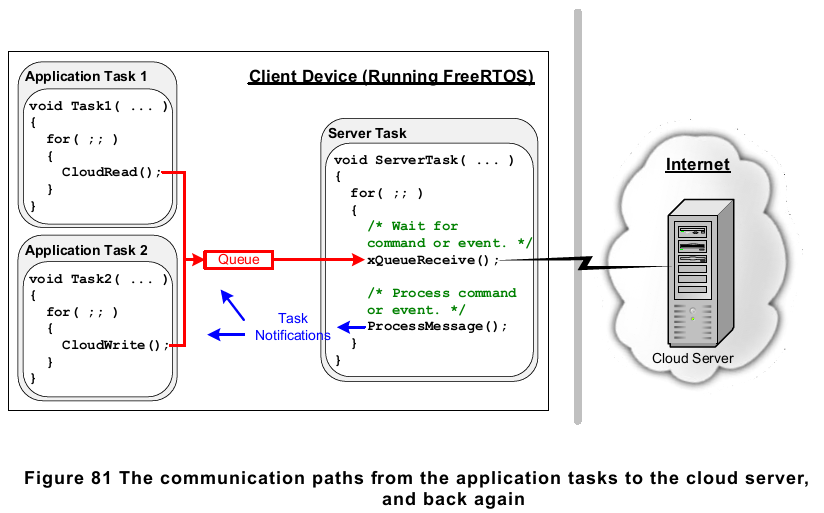 Client Device (Running FreeRTOS)
Application Task 1
void Task1( ... )
{
for( ;; )
{
CloudRead();
}
}
Application Task 2
void Task2( ... )
{
for( ;; )
{
CloudWrite();
}
}
Queue
Task
Notifications
Server Task
void ServerTask( ... )
{
for( ;; )
{
/* Wait for
command or event. */
xQueueReceive();
/* Process command
or event. */
ProcessMessage();
}
}
Internet
Cloud Server
Figure 81 The communication paths from the application tasks to the cloud server,
and back again